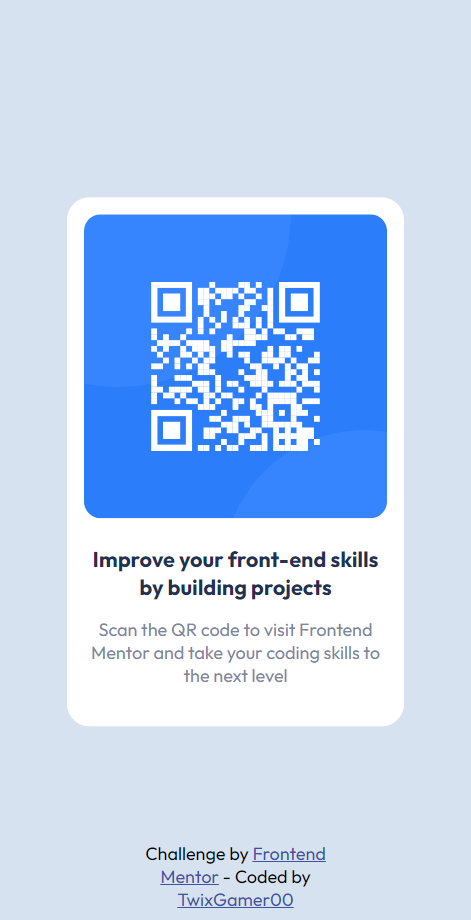 Improve your front-end skills
by building projects
Scan the QR code to visit Frontend
Mentor and take your coding skills to
the next level
Challenge by Frontend
Mentor - Coded by
TwixGamer00